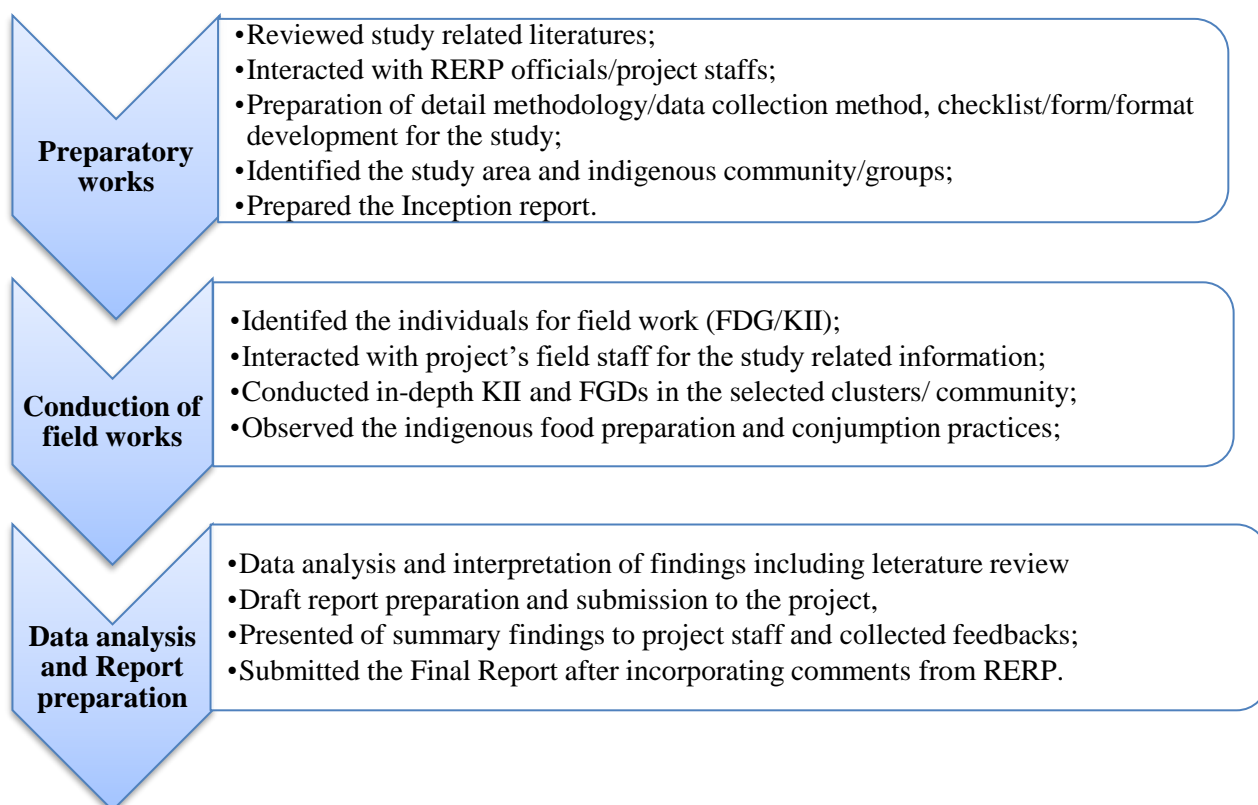 Preparatory
works
•Reviewed study related literatures;
•Interacted with RERP officials/project staffs;
•Preparation of detail methodology/data collection method, checklist/form/format
development for the study;
•Identified the study area and indigenous community/groups;
•Prepared the Inception report.
Conduction of
field works
•Identifed the individuals for field work (FDG/KII);
•Interacted with project’s field staff for the study related information;
•Conducted in-depth KII and FGDs in the selected clusters/ community;
•Observed the indigenous food preparation and conjumption practices;
Data analysis
and Report
preparation
•Data analysis and interpretation of findings including leterature review
•Draft report preparation and submission to the project,
•Presented of summary findings to project staff and collected feedbacks;
•Submitted the Final Report after incorporating comments from RERP.